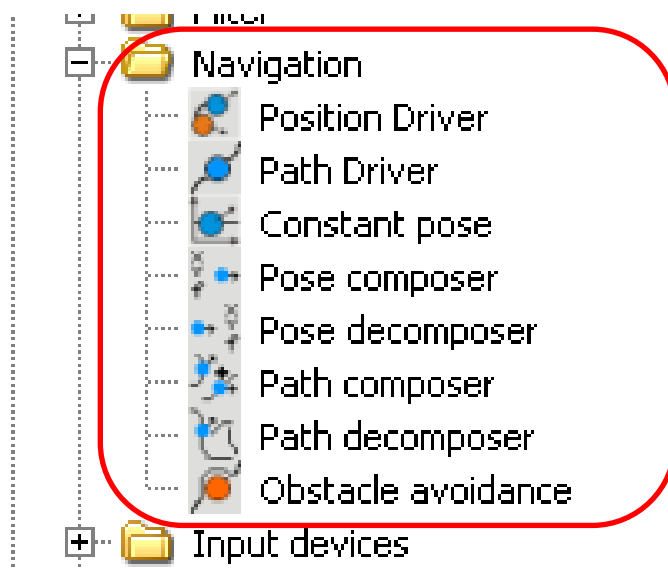 Filter
Navigation
Position Driver
Path Driver
Constant pose
Pose composer
Pose decomposer
Path composer
Path decomposer
Obstacle avoidance
Input devices